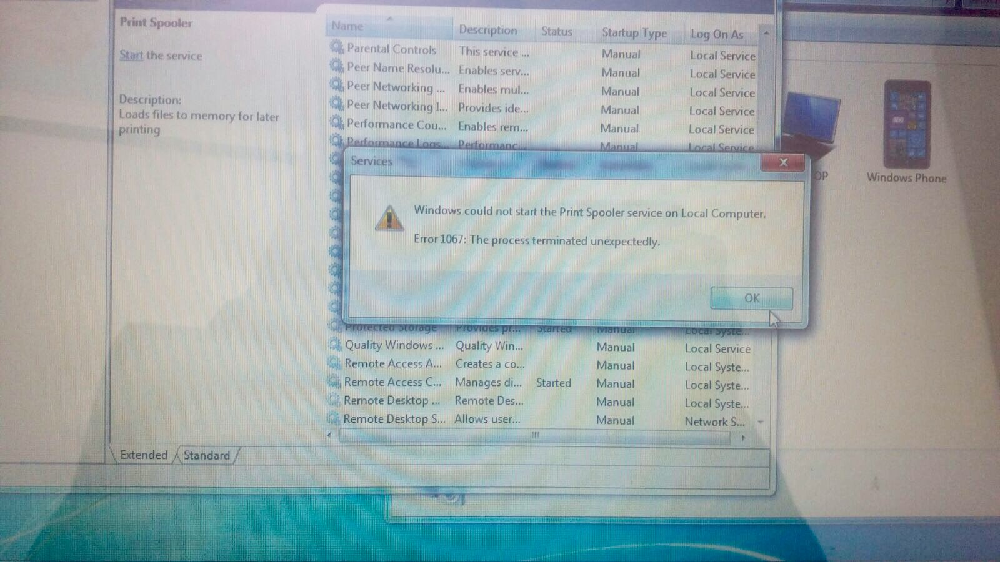 Print Spooler
Start the service
Description:
Loads files to memory for later
printing
Name Description Status Startup Type Log On As
Parental Controls This service ... Manual Local Service
Peer Name Resolu... Enables serv... Manual Local Service
Peer Networking ... Enables mul... Manual Local Service
Peer Networking I... Provides ide... Manual Local Service
Performance Cou... Enables rem... Manual Local Service
Performance Logs... Performanc... Manual Local Service
Services
Windows could not start the Print Spooler service on Local Computer.
Error 1067: The process terminated unexpectedly.
OK
Protected Storage Provides pr... Started Manual Local Syste...
Quality Windows ... Quality Win... Manual Local Service
Remote Access A... Creates a co... Manual Local Syste...
Remote Access C... Manages di... Started Manual Local Syste...
Remote Desktop ... Remote Des... Manual Local Syste...
Remote Desktop S... Allows user... Manual Network S...
Extended Standard
OP
Windows Phone